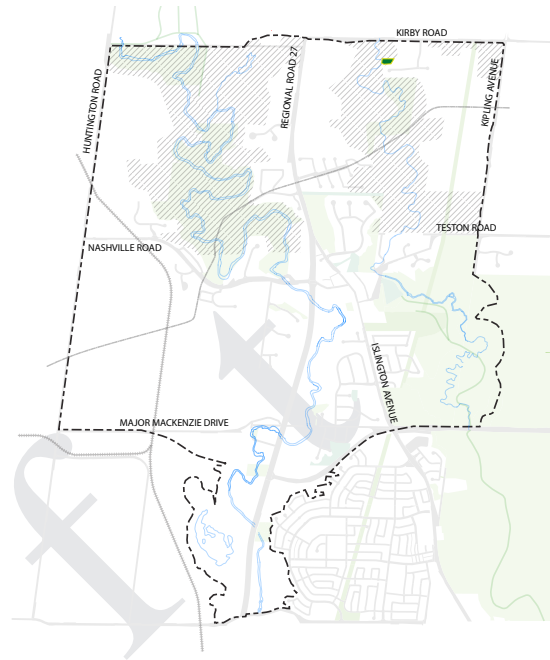 KIRBY ROAD
HUNTINGTON ROAD
REGIONAL ROAD 27
KIPLING AVENUE
TESTON ROAD
NASHVILLE ROAD
ISLINGTON AVENUE
MAJOR MACKENZIE DRIVE
f t